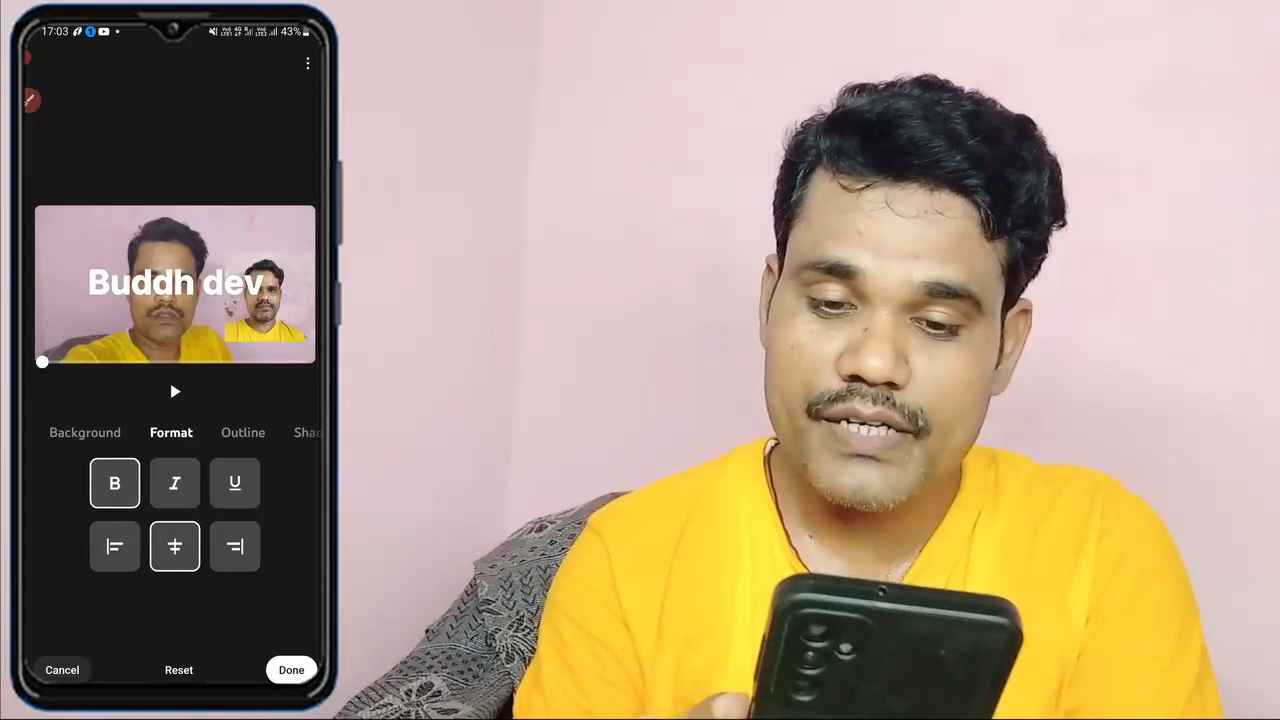 17:03
43%
Buddh dev
Background Format Outline Shad
B I U
Cancel Reset Done